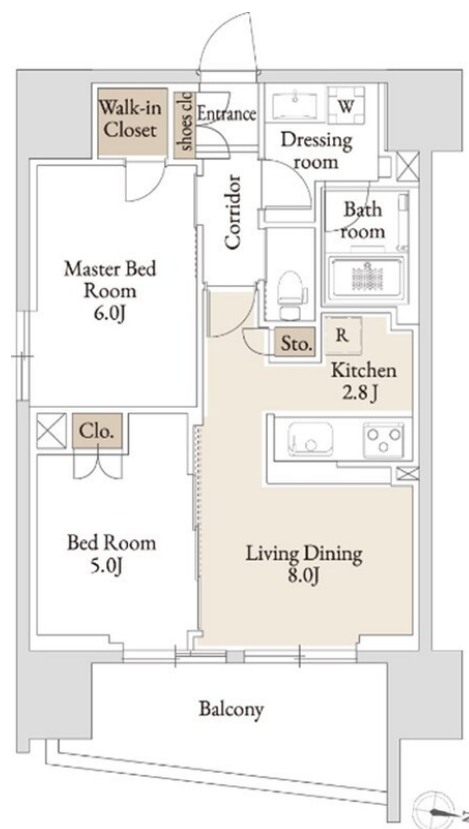 Walk-in
Closet
shoes clo
Entrance
W
Dressing
room
Corridor
Bath
room
Master Bed
Room
6.0J
Sto.
R
Kitchen
2.8 J
Clo.
Bed Room
5.0J
Living Dining
8.0J
Balcony
N